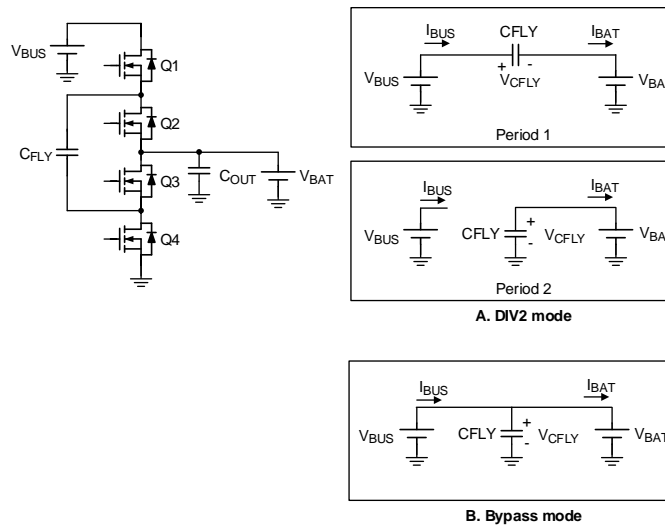 VBUS
Q1
Q2
CFLY
Q3
COUT
VBAT
Q4
IBUS
CFLY
IBAT
+ -
VBUS
VCFLY
VBA
Period 1
IBUS
IBAT
VBUS
CFLY
+
-
VCFLY
VBA
Period 2
A. DIV2 mode
IBUS
IBAT
VBUS
CFLY
+
-
VCFLY
VBAT
B. Bypass mode